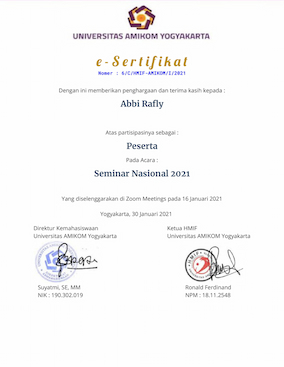 UNIVERSITAS AMIKOM YOGYAKARTA
e-Sertifikat
Nomor : 6/C/HMIF-AMIKOM/I/2021
Dengan ini memberikan penghargaan dan terima kasih kepada :
Abbi Rafly
Atas partisipasinya sebagai :
Peserta
Pada Acara :
Seminar Nasional 2021
Yang diselenggarakan di Zoom Meetings pada 16 Januari 2021
Yogyakarta, 30 Januari 2021
Direktur Kemahasiswaan
Universitas AMIKOM Yogyakarta
Suyatmi, SE, MM
NIK : 190.302.019
Ketua HMIF
Universitas AMIKOM Yogyakarta
Ronald Ferdinand
NPM : 18.11.2548